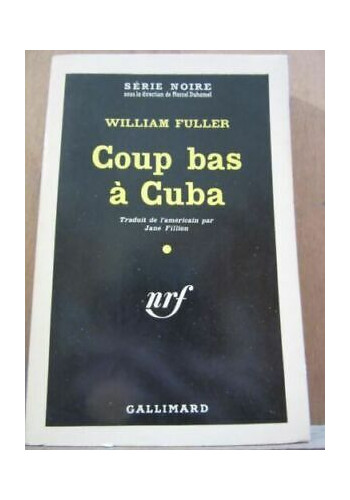 SÉRIE NOIRE
sous la direction de Marcel Duhamel
WILLIAM FULLER
Coup bas
à Cuba
Traduit de l'américain par
Jane Fillion
nrf
GALLIMARD